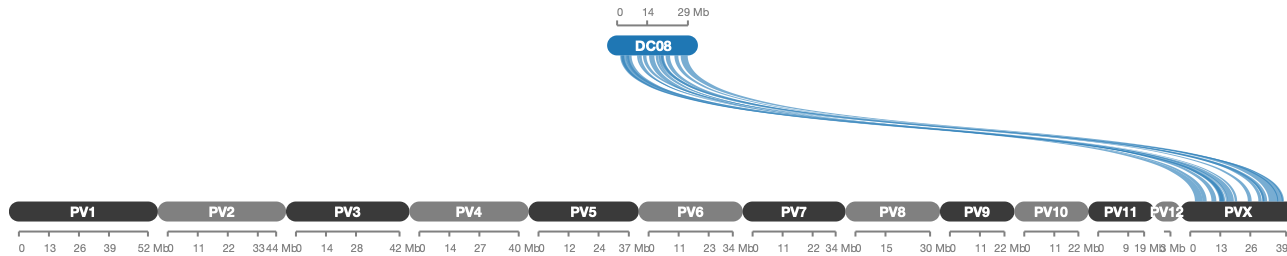 0 14 29 Mb
DC08
PV1 PV2 PV3 PV4 PV5 PV6 PV7 PV8 PV9 PV10 PV11 PV12 PVX
0 13 26 39 52 Mb 0 11 22 33 44 Mb 0 14 28 42 Mb 0 14 27 40 Mb 0 12 24 37 Mb 0 11 23 34 Mb 0 11 22 34 Mb 0 15 30 Mb 0 11 22 Mb 0 11 22 Mb 0 9 19 Mb Mb 0 13 26 39